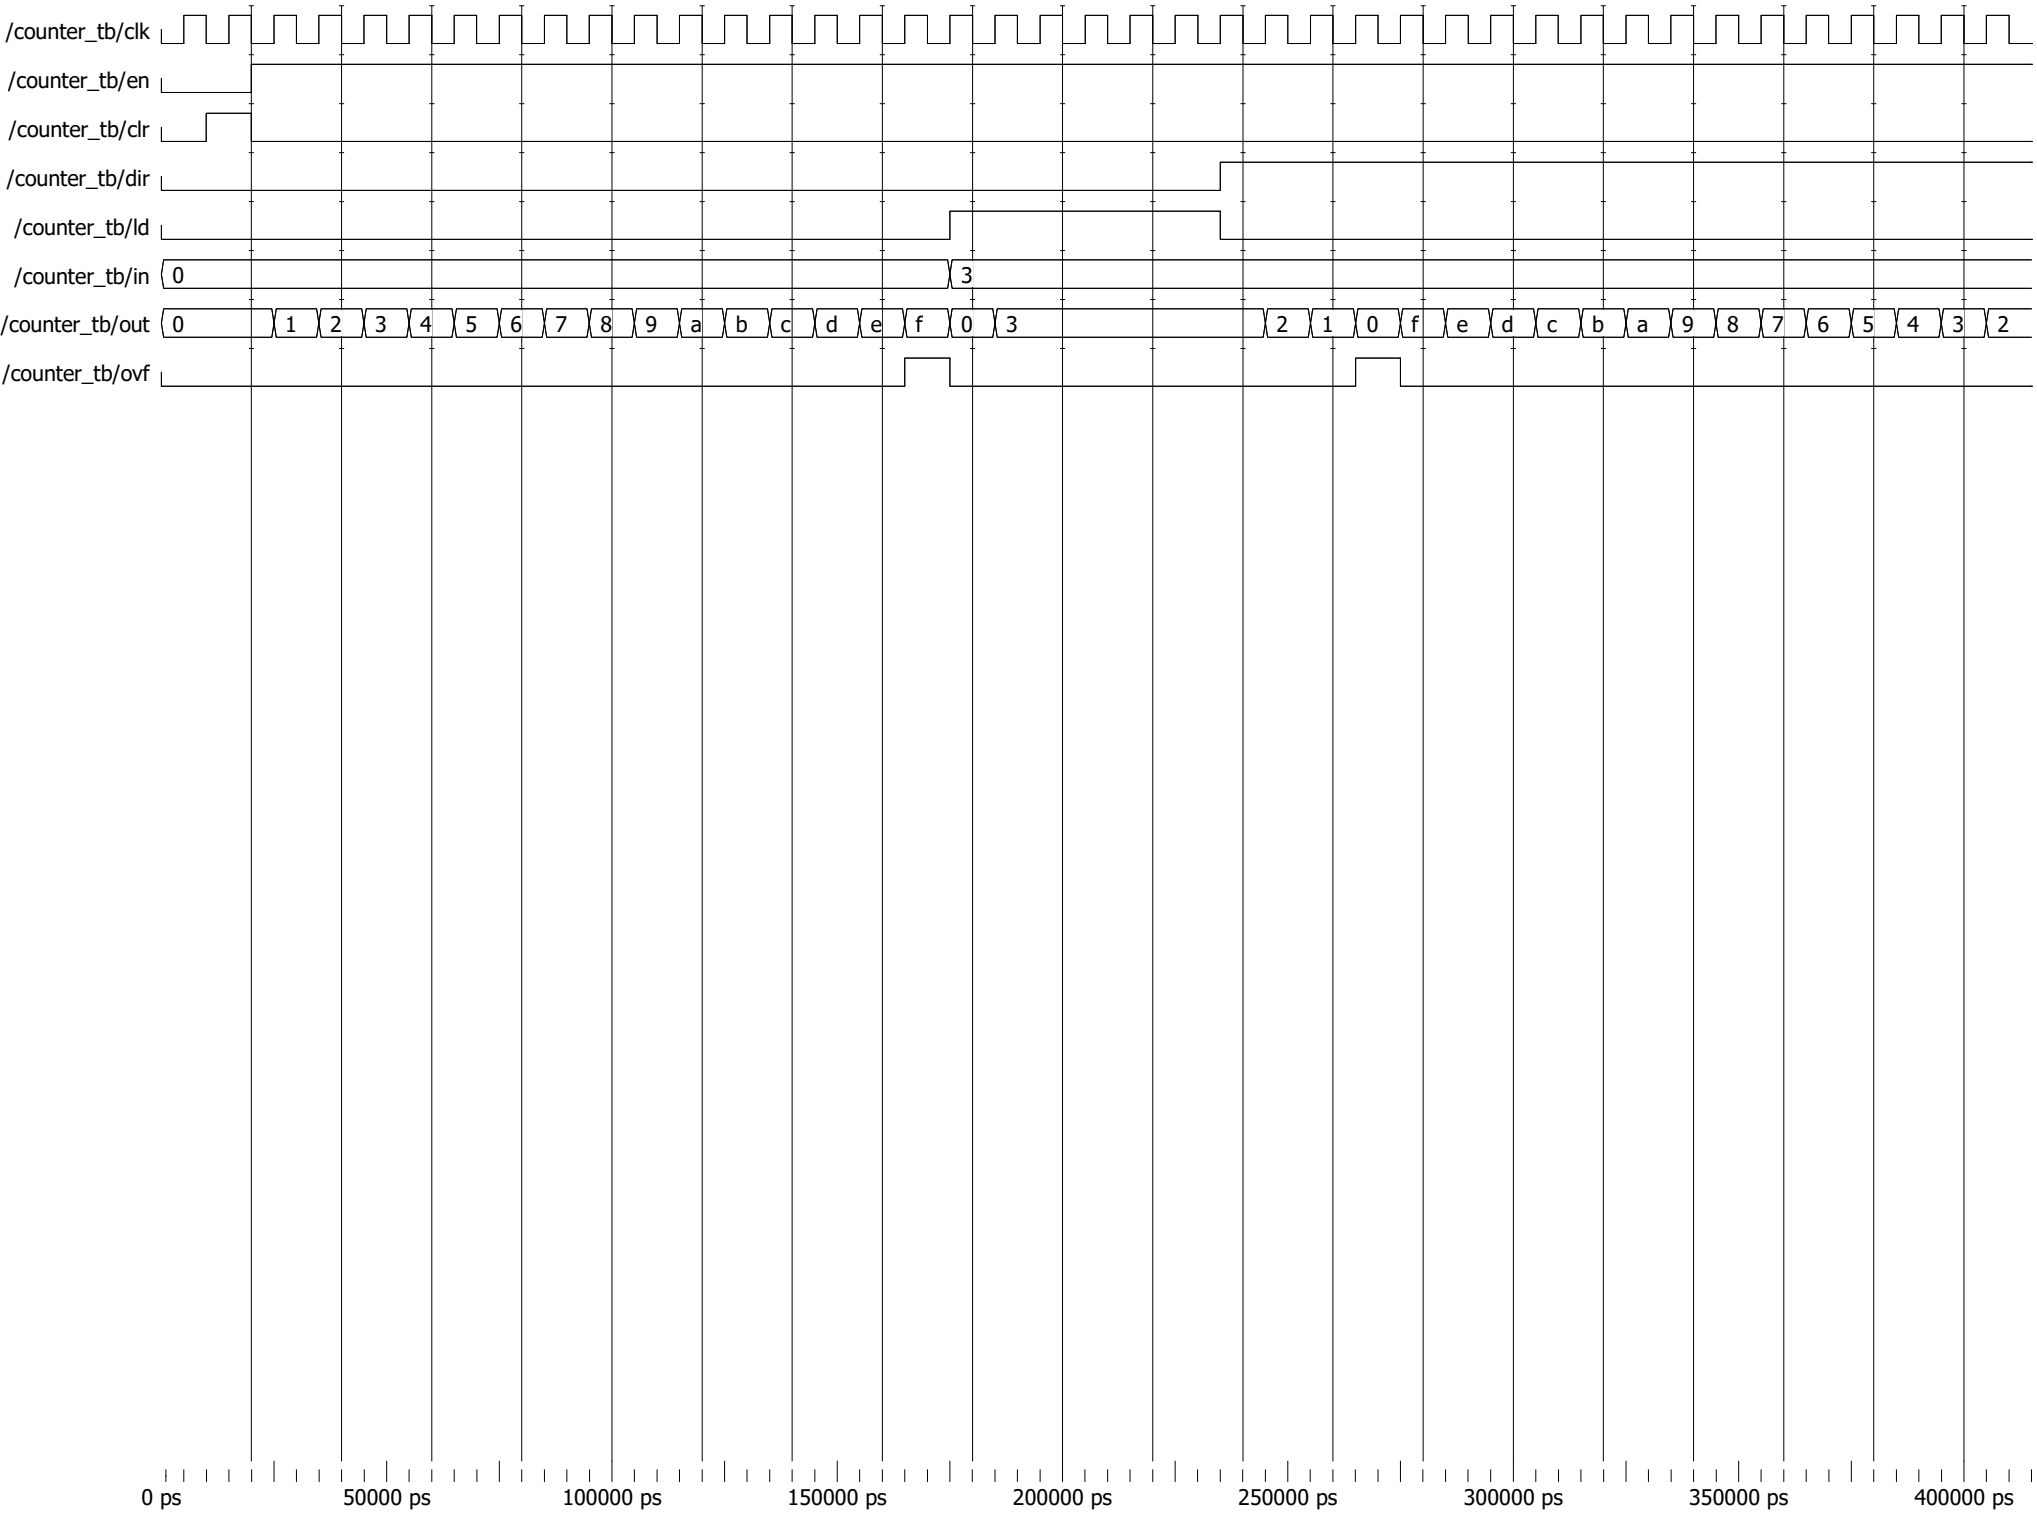 /counter_tb/clk
/counter_tb/en
/counter_tb/clr
/counter_tb/dir
/counter_tb/ld
/counter_tb/in 0 3
/counter_tb/out 0 1 2 3 4 5 6 7 8 9 a b c d e f 0 3 2 1 0 f e d c b a 9 8 7 6 5 4 3 2
/counter_tb/ovf
0 ps 50000 ps 100000 ps 150000 ps 200000 ps 250000 ps 300000 ps 350000 ps 400000 ps